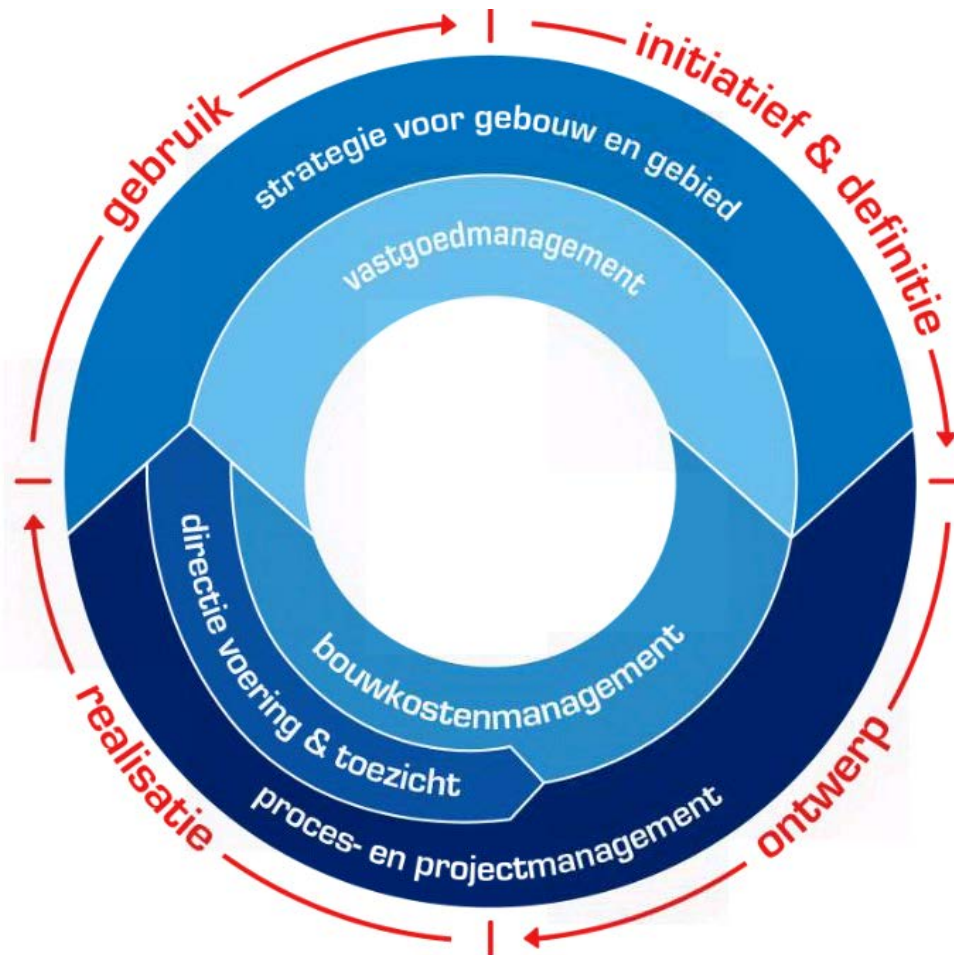 initiatief & definitie
gebruik
strategie voor gebouw en gebied
vastgoedmanagement
directie voering & toezicht
bouwkostenmanagement
proces- en projectmanagement
realisatie
ontwerp